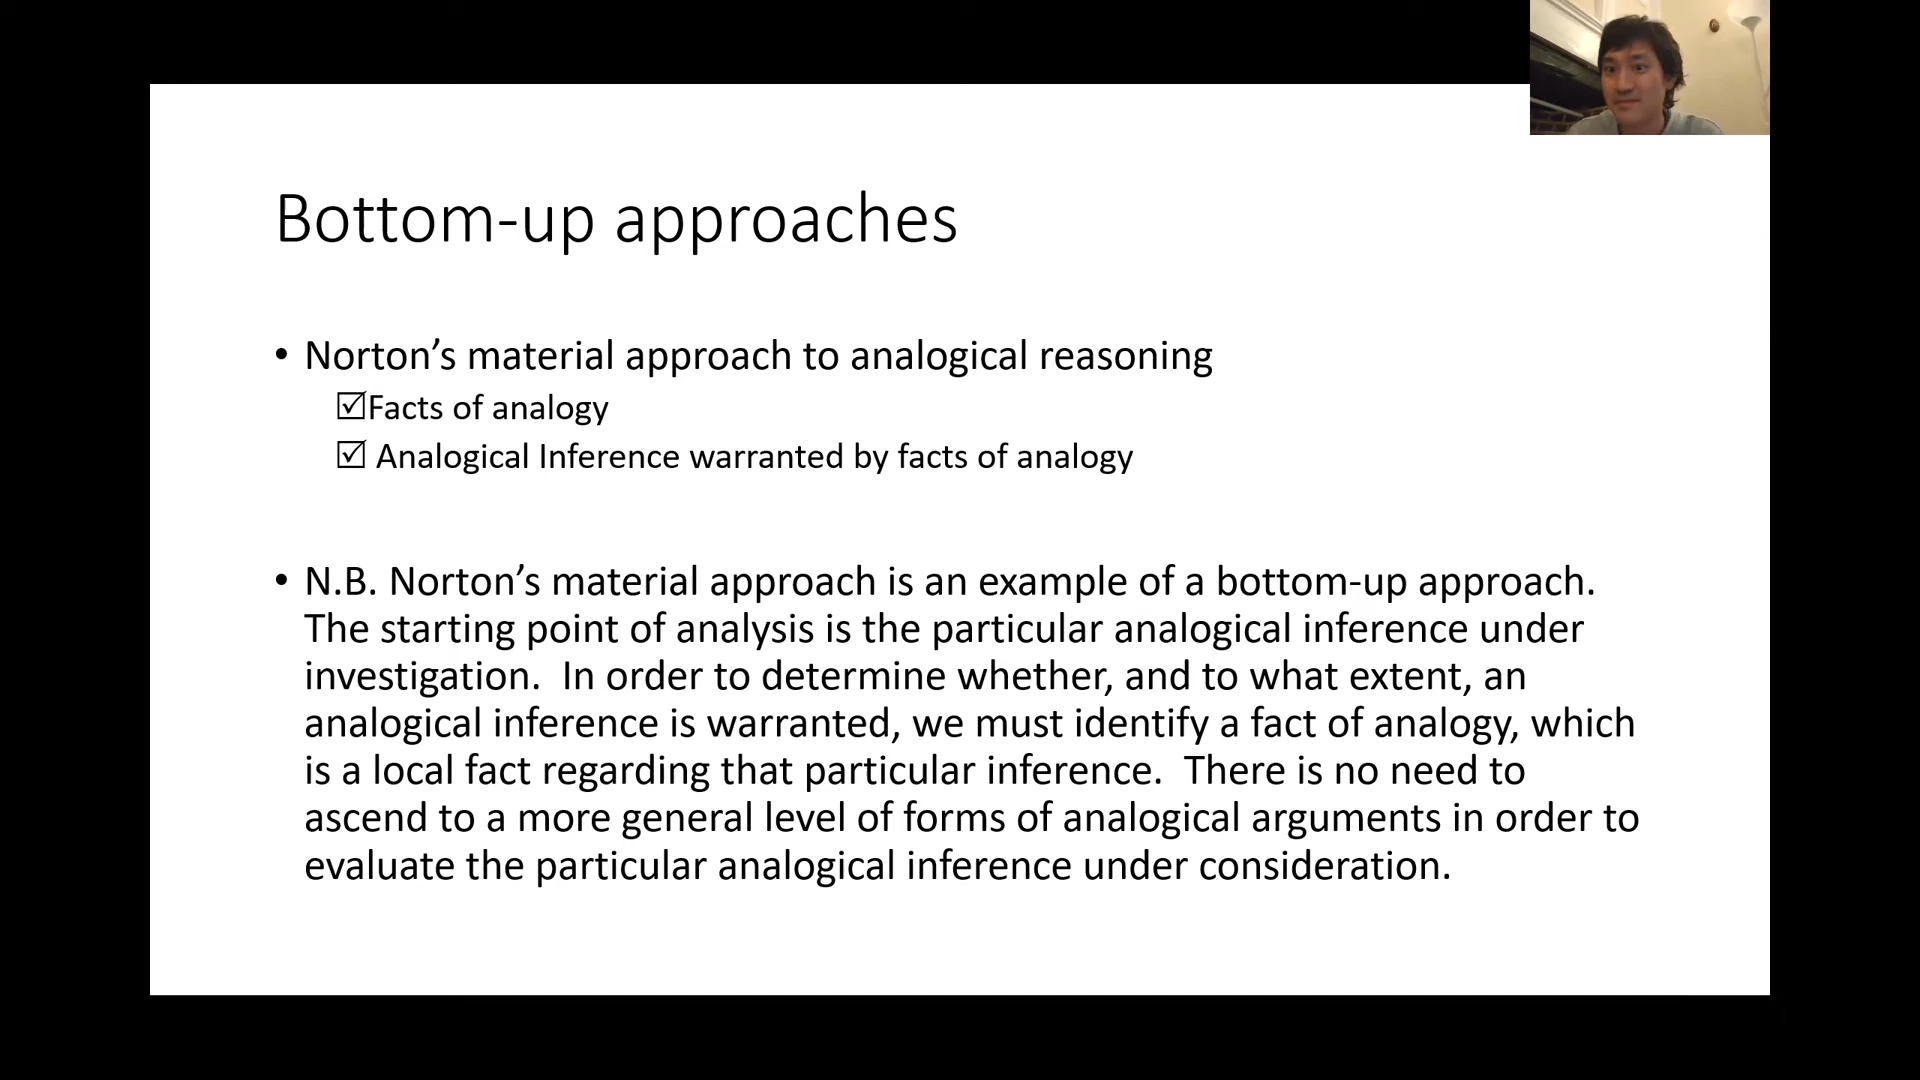 Bottom-up approaches
• Norton’s material approach to analogical reasoning
☑Facts of analogy
☑ Analogical Inference warranted by facts of analogy
• N.B. Norton’s material approach is an example of a bottom-up approach.
The starting point of analysis is the particular analogical inference under
investigation.  In order to determine whether, and to what extent, an
analogical inference is warranted, we must identify a fact of analogy, which
is a local fact regarding that particular inference.  There is no need to
ascend to a more general level of forms of analogical arguments in order to
evaluate the particular analogical inference under consideration.